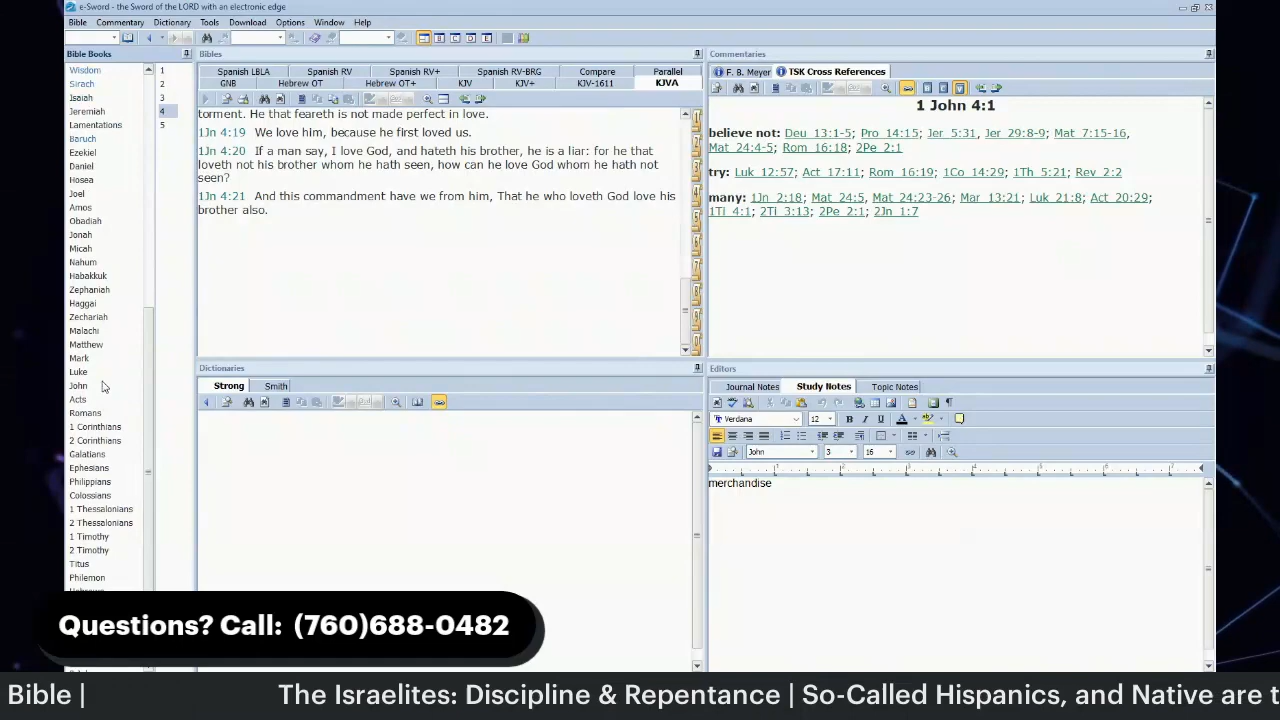 e-Sword - the Sword of the LORD with an electronic edge
Bible Commentary Dictionary Tools Download Options Window Help
Bible Books
Wisdom
Sirach
Isaiah
Jeremiah
Lamentations
Baruch
Ezekiel
Daniel
Hosea
Joel
Amos
Obadiah
Jonah
Micah
Nahum
Habakkuk
Zephaniah
Haggai
Zechariah
Malachi
Matthew
Mark
Luke
John
Acts
Romans
1 Corinthians
2 Corinthians
Galatians
Ephesians
Philippians
Colossians
1 Thessalonians
2 Thessalonians
1 Timothy
2 Timothy
Titus
Philemon
1
2
3
4
5
Bibles
Spanish LBLA Spanish RV Spanish RV+ Spanish RV-BRG Compare Parallel
GNB Hebrew OT Hebrew OT+ KJV KJV+ KJV-1611 KJVA
torment. He that feareth is not made perfect in love.
1Jn 4:19 We love him, because he first loved us.
1Jn 4:20 If a man say, I love God, and hateth his brother, he is a liar: for he that
loveth not his brother whom he hath seen, how can he love God whom he hath not
seen?
1Jn 4:21 And this commandment have we from him, That he who loveth God love his
brother also.
Commentaries
F. B. Meyer TSK Cross References
1 John 4:1
believe not: Deu 13:1-5; Pro 14:15; Jer 5:31, Jer 29:8-9; Mat 7:15-16,
Mat 24:4-5; Rom 16:18; 2Pe 2:1
try: Luk 12:57; Act 17:11; Rom 16:19; 1Co 14:29; 1Th 5:21; Rev 2:2
many: 1Jn 2:18; Mat 24:5, Mat 24:23-26; Mar 13:21; Luk 21:8; Act 20:29;
1Ti 4:1; 2Ti 3:13; 2Pe 2:1; 2Jn 1:7
Dictionaries
Strong Smith
Editors
Journal Notes Study Notes Topic Notes
Verdana 12 B I U A
John 3 16
1 2 3 4 5 6 7
merchandise
Questions? Call: (760)688-0482
Bible | The Israelites: Discipline & Repentance | So-Called Hispanics, and Native are t